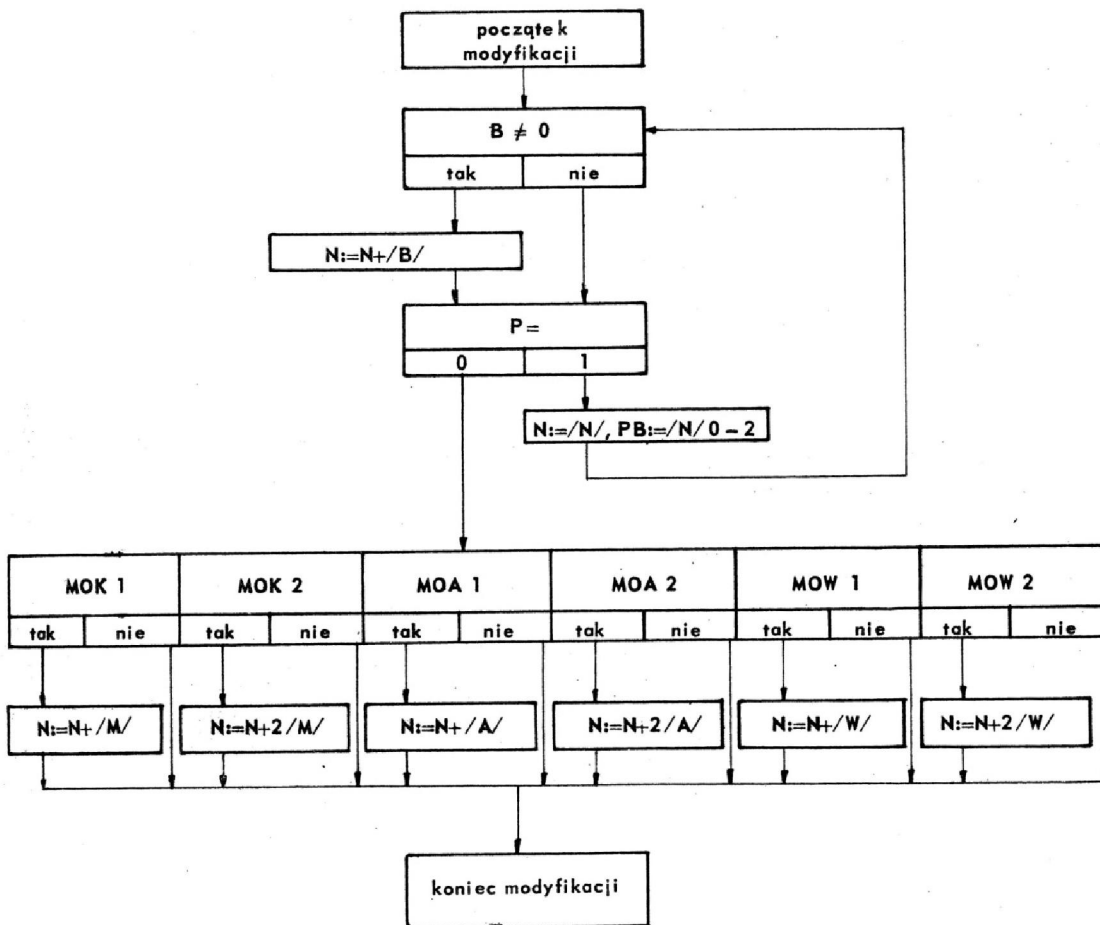 początek
modyfikacji
B ≠ 0
tak nie
N:=N+/B/
P=
0 1
N:=/N/, PB:=/N/0-2
MOK 1 MOK 2 MOA 1 MOA 2 MOW 1 MOW 2
tak nie tak nie tak nie tak nie tak nie tak nie
N:=N+/M/ N:=N+2/M/ N:=N+/A/ N:=N+2/A/ N:=N+/W/ N:=N+2/W/
koniec modyfikacji